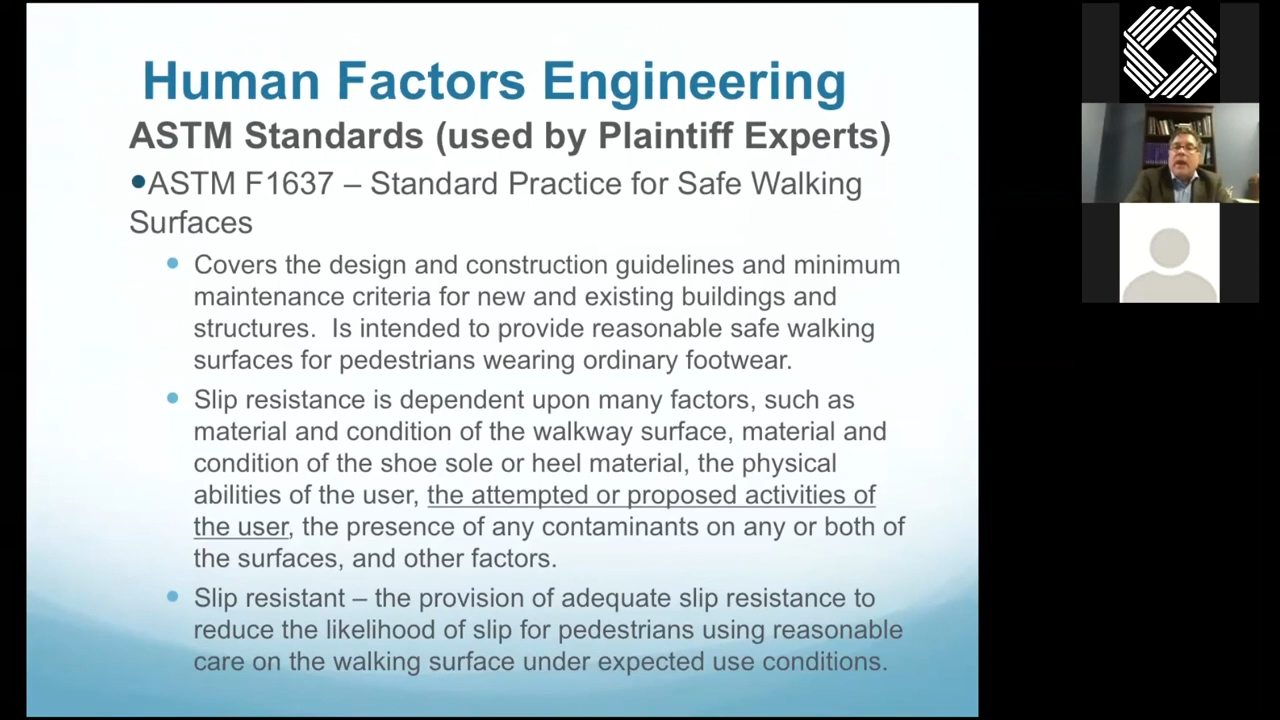 Human Factors Engineering
ASTM Standards (used by Plaintiff Experts)
•ASTM F1637 – Standard Practice for Safe Walking
Surfaces
• Covers the design and construction guidelines and minimum
maintenance criteria for new and existing buildings and
structures.  Is intended to provide reasonable safe walking
surfaces for pedestrians wearing ordinary footwear.
• Slip resistance is dependent upon many factors, such as
material and condition of the walkway surface, material and
condition of the shoe sole or heel material, the physical
abilities of the user, the attempted or proposed activities of
the user, the presence of any contaminants on any or both of
the surfaces, and other factors.
• Slip resistant – the provision of adequate slip resistance to
reduce the likelihood of slip for pedestrians using reasonable
care on the walking surface under expected use conditions.